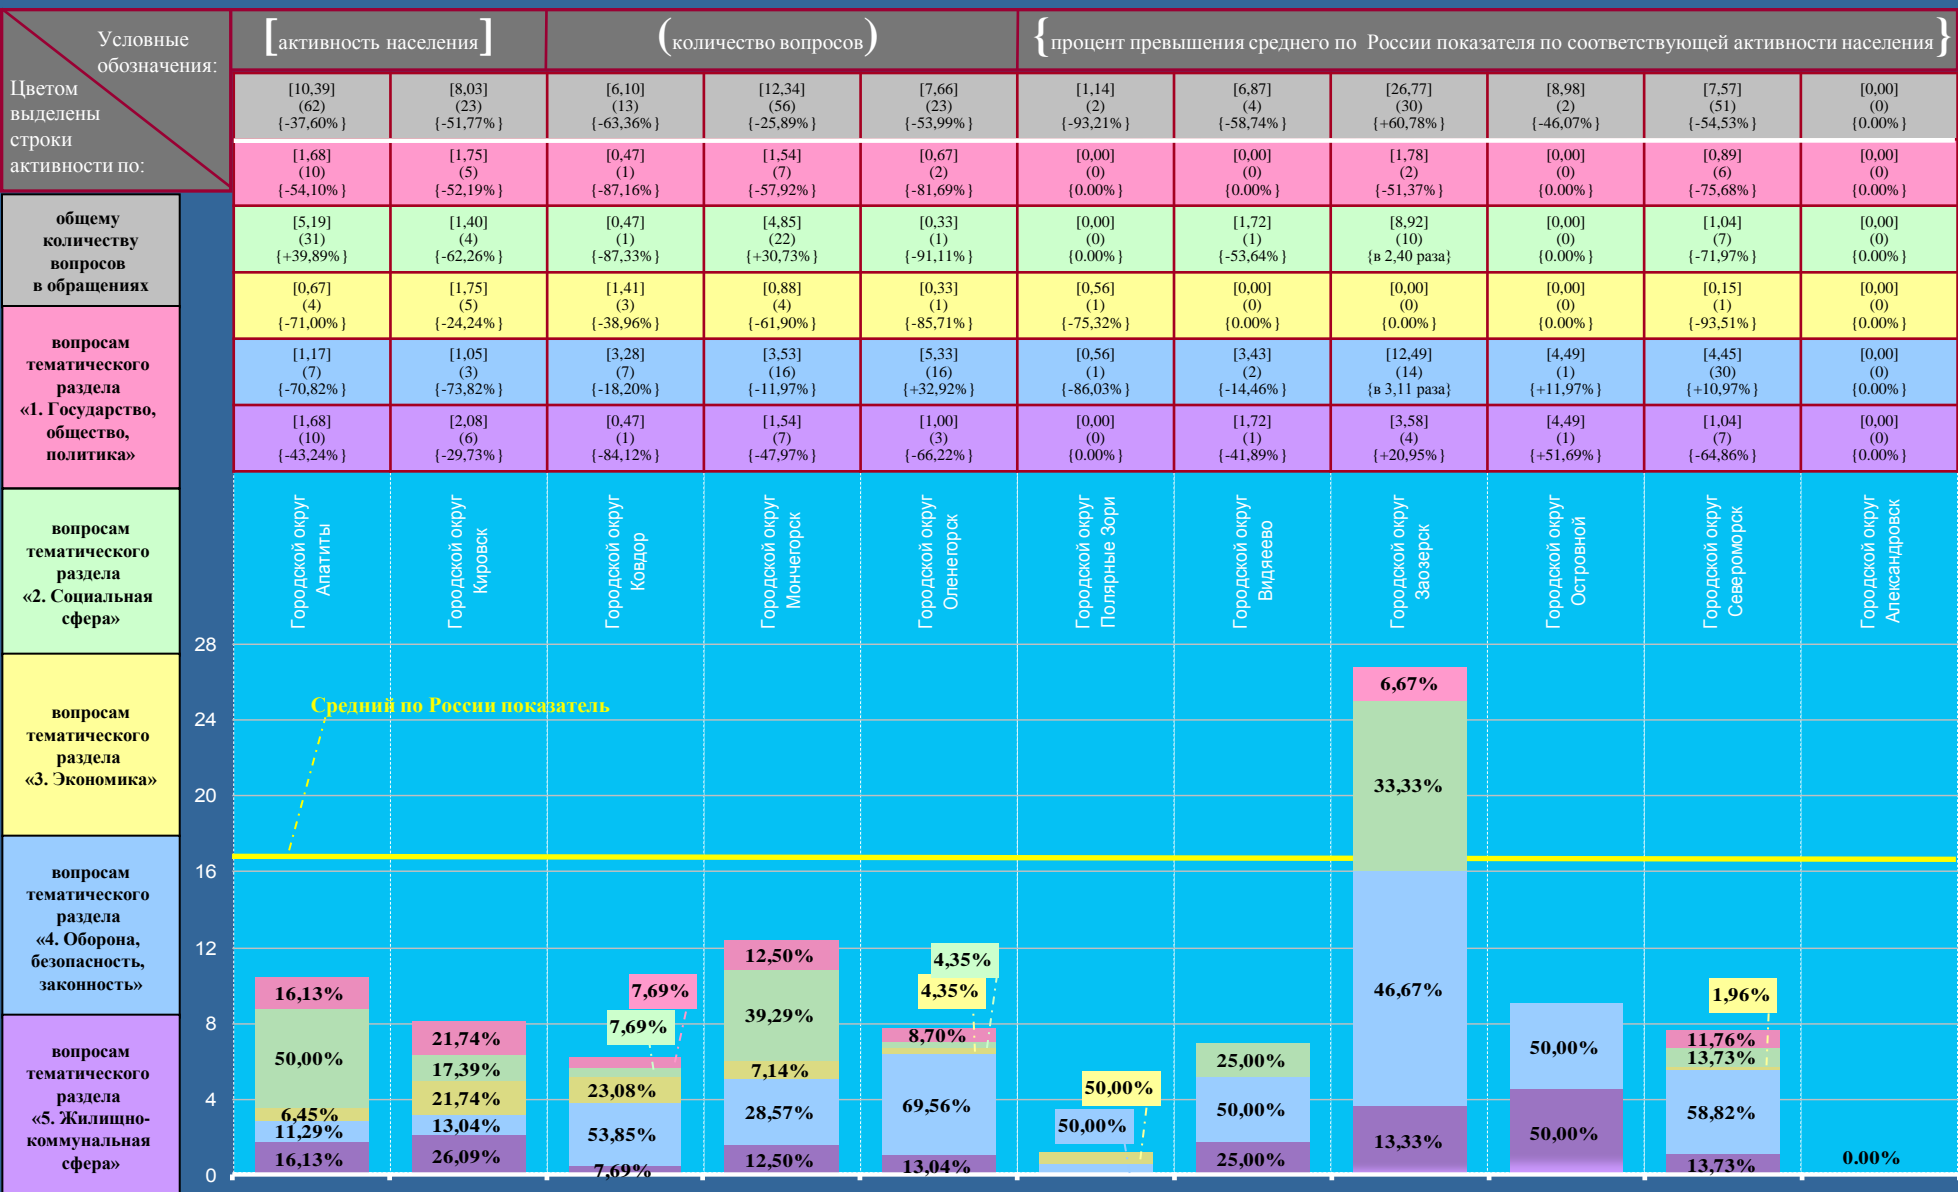 Условные
обозначения:
Цветом
выделены
строки
активности по:
[активность населения]
(количество вопросов)
{процент превышения среднего по России показателя по соответствующей активности населения}
[10,39] [8,03] [6,10] [12,34] [7,66] [1,14] [6,87] [26,77] [8,98] [7,57] [0,00]
(62) (23) (13) (56) (23) (2) (4) (30) (2) (51) (0)
{-37,60%} {-51,77%} {-63,36%} {-25,89%} {-53,99%} {-93,21%} {-58,74%} {+60,78%} {-46,07%} {-54,53%} {0.00%}
[1,68] [1,75] [0,47] [1,54] [0,67] [0,00] [0,00] [1,78] [0,00] [0,89] [0,00]
(10) (5) (1) (7) (2) (0) (0) (2) (0) (6) (0)
{-54,10%} {-52,19%} {-87,16%} {-57,92%} {-81,69%} {0.00%} {0.00%} {-51,37%} {0.00%} {-75,68%} {0.00%}
[5,19] [1,40] [0,47] [4,85] [0,33] [0,00] [1,72] [8,92] [0,00] [1,04] [0,00]
(31) (4) (1) (22) (1) (0) (1) (10) (0) (7) (0)
{+39,89%} {-62,26%} {-87,33%} {+30,73%} {-91,11%} {0.00%} {-53,64%} {в 2,40 раза} {0.00%} {-71,97%} {0.00%}
[0,67] [1,75] [1,41] [0,88] [0,33] [0,56] [0,00] [0,00] [0,00] [0,15] [0,00]
(4) (5) (3) (4) (1) (1) (0) (0) (0) (1) (0)
{-71,00%} {-24,24%} {-38,96%} {-61,90%} {-85,71%} {-75,32%} {0.00%} {0.00%} {0.00%} {-93,51%} {0.00%}
[1,17] [1,05] [3,28] [3,53] [5,33] [0,56] [3,43] [12,49] [4,49] [4,45] [0,00]
(7) (3) (7) (16) (16) (1) (2) (14) (1) (30) (0)
{-70,82%} {-73,82%} {-18,20%} {-11,97%} {+32,92%} {-86,03%} {-14,46%} {в 3,11 раза} {+11,97%} {+10,97%} {0.00%}
[1,68] [2,08] [0,47] [1,54] [1,00] [0,00] [1,72] [3,58] [4,49] [1,04] [0,00]
(10) (6) (1) (7) (3) (0) (1) (4) (1) (7) (0)
{-43,24%} {-29,73%} {-84,12%} {-47,97%} {-66,22%} {0.00%} {-41,89%} {+20,95%} {+51,69%} {-64,86%} {0.00%}
общему
количеству
вопросов
в обращениях
вопросам
тематического
раздела
«1. Государство,
общество,
политика»
вопросам
тематического
раздела
«2. Социальная
сфера»
вопросам
тематического
раздела
«3. Экономика»
вопросам
тематического
раздела
«4. Оборона,
безопасность,
законность»
вопросам
тематического
раздела
«5. Жилищно-
коммунальная
сфера»
Городской округ
Апатиты
Городской округ
Кировск
Городской округ
Ковдор
Городской округ
Мончегорск
Городской округ
Оленегорск
Городской округ
Полярные Зори
Городской округ
Видяево
Городской округ
Заозерск
Городской округ
Островной
Городской округ
Североморск
Городской округ
Александровск
28
24
20
16
12
8
4
0
Средний по России показатель
16,13%
50,00%
6,45%
11,29%
16,13%
21,74%
17,39%
21,74%
13,04%
26,09%
7,69%
7,69%
23,08%
53,85%
7,69%
12,50%
39,29%
7,14%
28,57%
12,50%
4,35%
4,35%
8,70%
69,56%
13,04%
50,00%
50,00%
25,00%
50,00%
25,00%
6,67%
33,33%
46,67%
13,33%
50,00%
50,00%
1,96%
11,76%
13,73%
58,82%
13,73%
0.00%